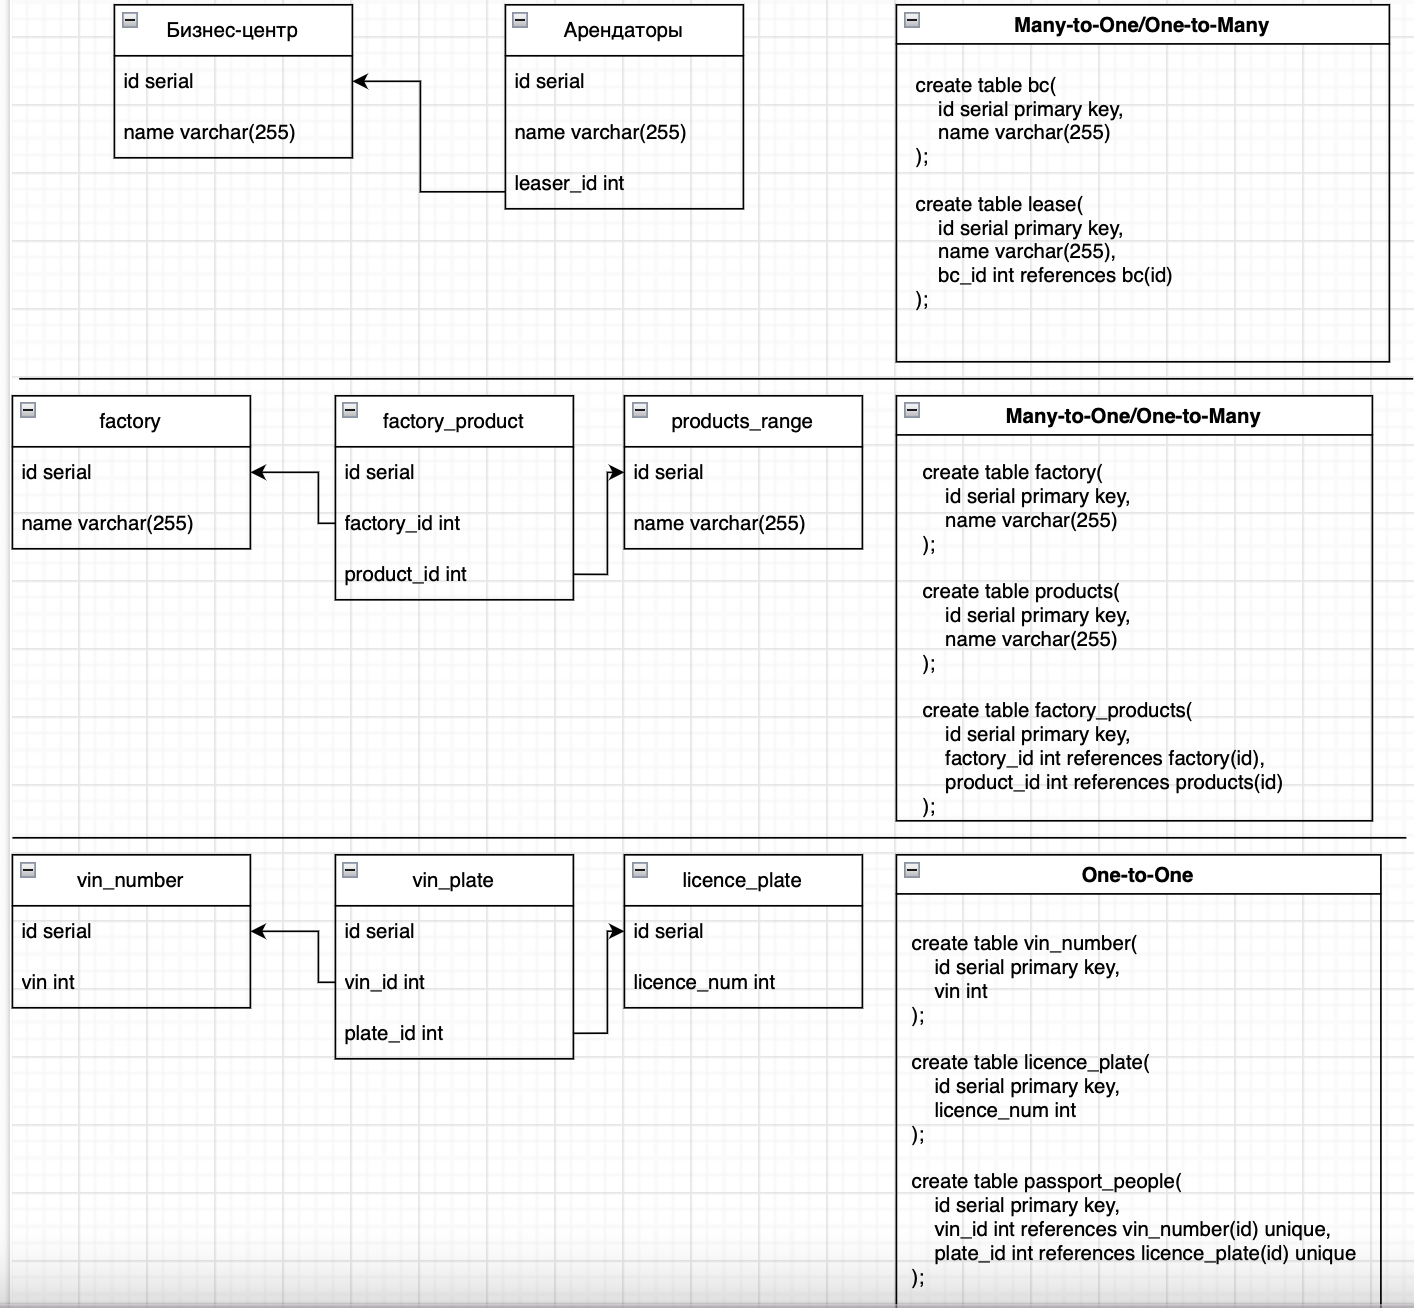 Бизнес-центр
id serial
name varchar(255)
Арендаторы
id serial
name varchar(255)
leaser_id int
Many-to-One/One-to-Many
create table bc(
id serial primary key,
name varchar(255)
);
create table lease(
id serial primary key,
name varchar(255),
bc_id int references bc(id)
);
factory
id serial
name varchar(255)
factory_product
id serial
factory_id int
product_id int
products_range
id serial
name varchar(255)
Many-to-One/One-to-Many
create table factory(
id serial primary key,
name varchar(255)
);
create table products(
id serial primary key,
name varchar(255)
);
create table factory_products(
id serial primary key,
factory_id int references factory(id),
product_id int references products(id)
);
vin_number
id serial
vin int
vin_plate
id serial
vin_id int
plate_id int
licence_plate
id serial
licence_num int
One-to-One
create table vin_number(
id serial primary key,
vin int
);
create table licence_plate(
id serial primary key,
licence_num int
);
create table passport_people(
id serial primary key,
vin_id int references vin_number(id) unique,
plate_id int references licence_plate(id) unique
);